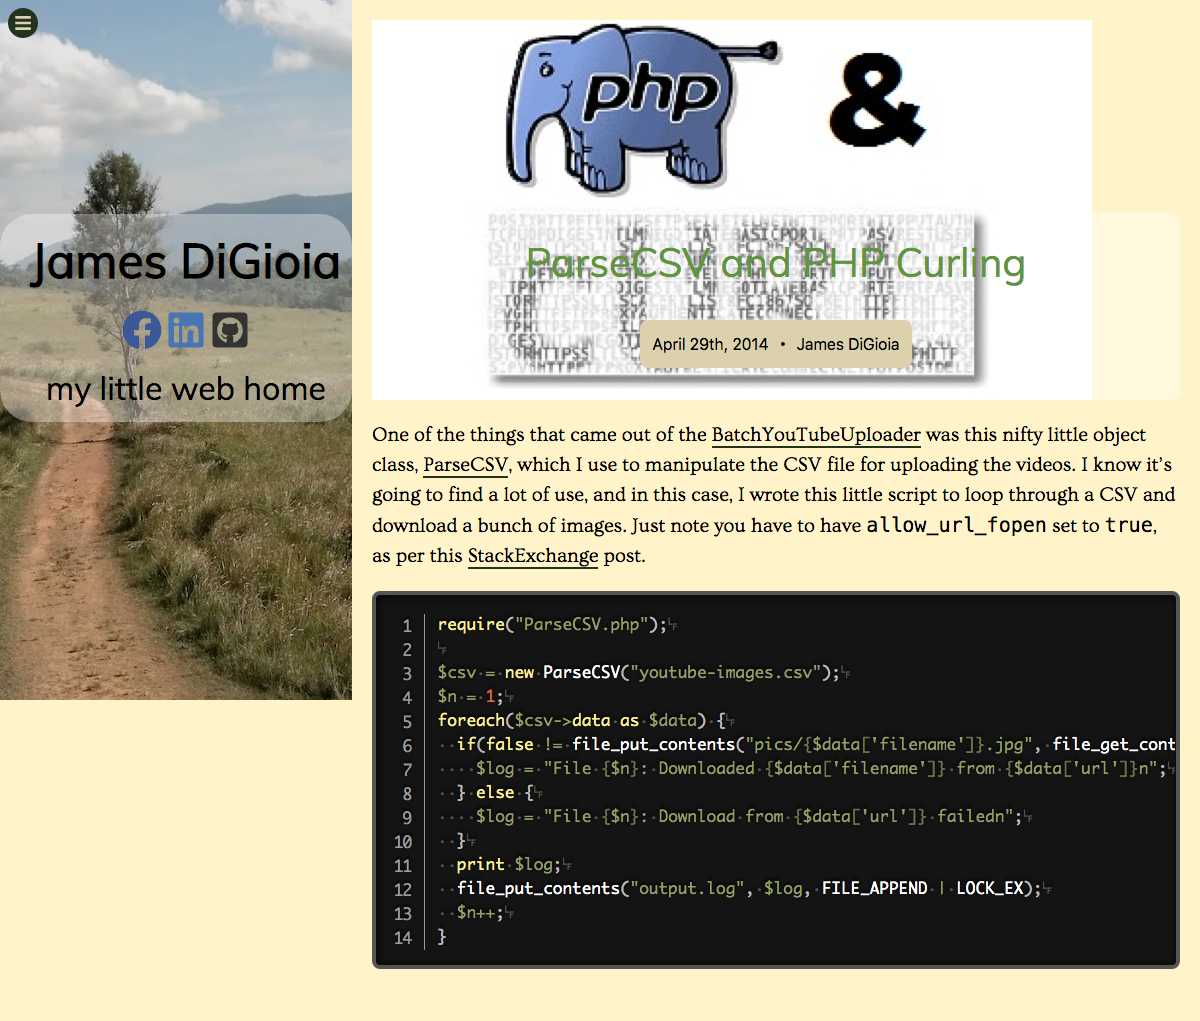 James DiGioia
my little web home
php &
ParseCSV and PHP Curling
April 29th, 2014 • James DiGioia
One of the things that came out of the BatchYouTubeUploader was this nifty little object
class, ParseCSV, which I use to manipulate the CSV file for uploading the videos. I know it’s
going to find a lot of use, and in this case, I wrote this little script to loop through a CSV and
download a bunch of images. Just note you have to have allow_url_fopen set to true,
as per this StackExchange post.
1 require("ParseCSV.php");
2
3 $csv = new ParseCSV("youtube-images.csv");
4 $n = 1;
5 foreach($csv->data as $data) {
6 if(false != file_put_contents("pics/{$data['filename']}.jpg", file_get_cont
7 $log = "File {$n}: Downloaded {$data['filename']} from {$data['url']}n";
8 } else {
9 $log = "File {$n}: Download from {$data['url']} failedn";
10 }
11 print $log;
12 file_put_contents("output.log", $log, FILE_APPEND | LOCK_EX);
13 $n++;
14 }